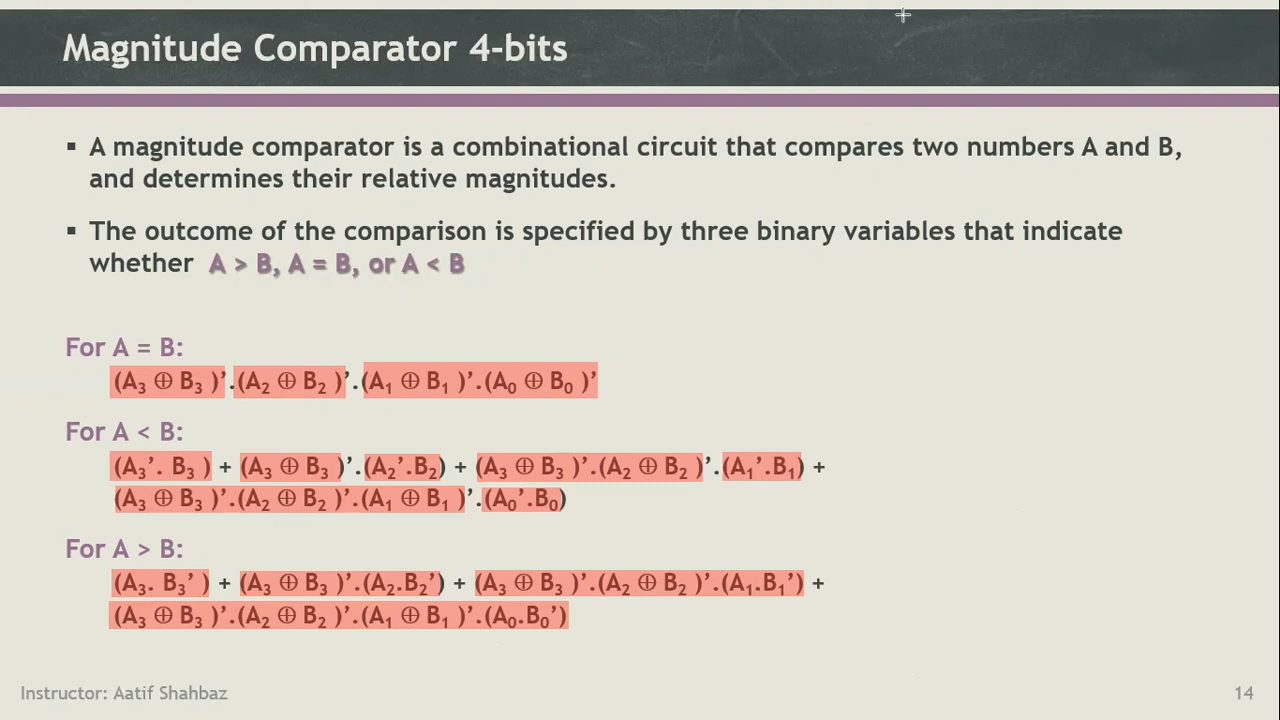 Magnitude Comparator 4-bits
▪ A magnitude comparator is a combinational circuit that compares two numbers A and B,
and determines their relative magnitudes.
▪ The outcome of the comparison is specified by three binary variables that indicate
whether A > B, A = B, or A < B
For A = B:
(A₃ ⊕ B₃ )’.(A₂ ⊕ B₂ )’.(A₁ ⊕ B₁ )’.(A₀ ⊕ B₀ )’
For A < B:
(A₃’. B₃ ) + (A₃ ⊕ B₃ )’.(A₂’.B₂) + (A₃ ⊕ B₃ )’.(A₂ ⊕ B₂ )’.(A₁’.B₁) +
(A₃ ⊕ B₃ )’.(A₂ ⊕ B₂ )’.(A₁ ⊕ B₁ )’.(A₀’.B₀)
For A > B:
(A₃. B₃’ ) + (A₃ ⊕ B₃ )’.(A₂.B₂’) + (A₃ ⊕ B₃ )’.(A₂ ⊕ B₂ )’.(A₁.B₁’) +
(A₃ ⊕ B₃ )’.(A₂ ⊕ B₂ )’.(A₁ ⊕ B₁ )’.(A₀.B₀’)
Instructor: Aatif Shahbaz
14